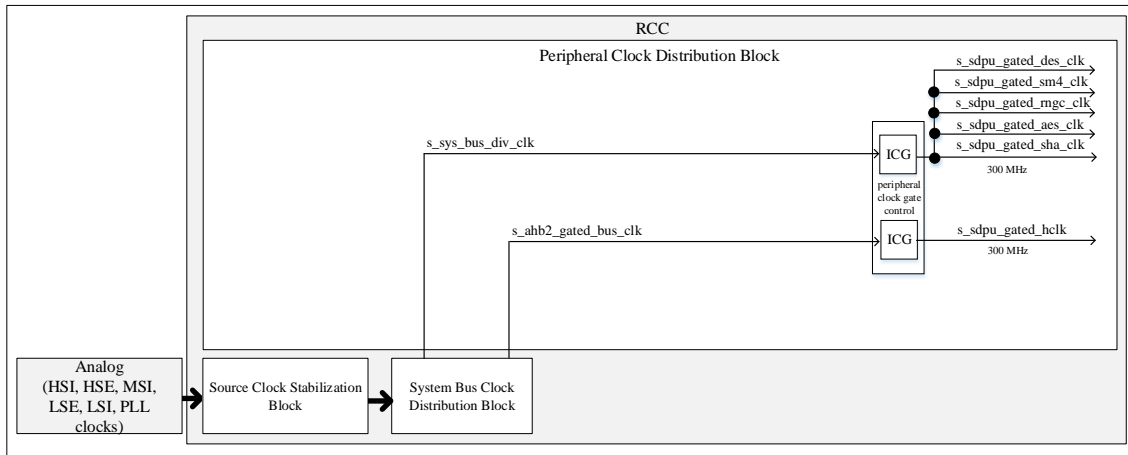 RCC
Peripheral Clock Distribution Block
s_sdpu_gated_des_clk
s_sdpu_gated_sm4_clk
s_sdpu_gated_rngc_clk
s_sdpu_gated_aes_clk
s_sys_bus_div_clk
s_sdpu_gated_sha_clk
ICG
300 MHz
peripheral
clock gate
control
s_ahb2_gated_bus_clk
ICG
s_sdpu_gated_hclk
300 MHz
Analog
(HSI, HSE, MSI,
LSE, LSI, PLL
clocks)
Source Clock Stabilization
Block
System Bus Clock
Distribution Block